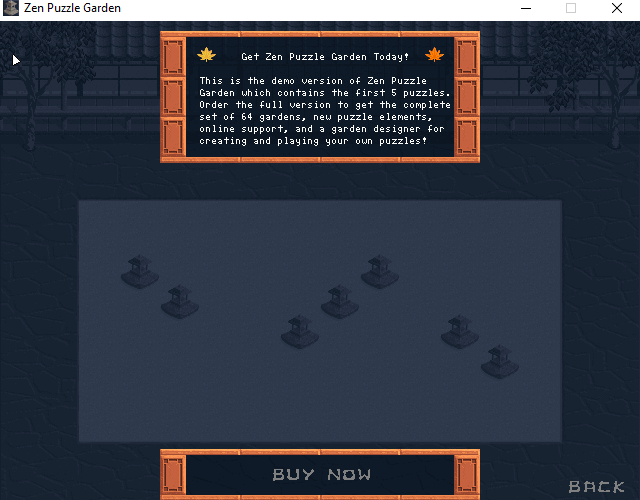 Zen Puzzle Garden
Get Zen Puzzle Garden Today!
This is the demo version of Zen Puzzle
Garden which contains the first 5 puzzles.
Order the full version to get the complete
set of 64 gardens, new puzzle elements,
online support, and a garden designer for
creating and playing your own puzzles!
BUY NOW
BACK